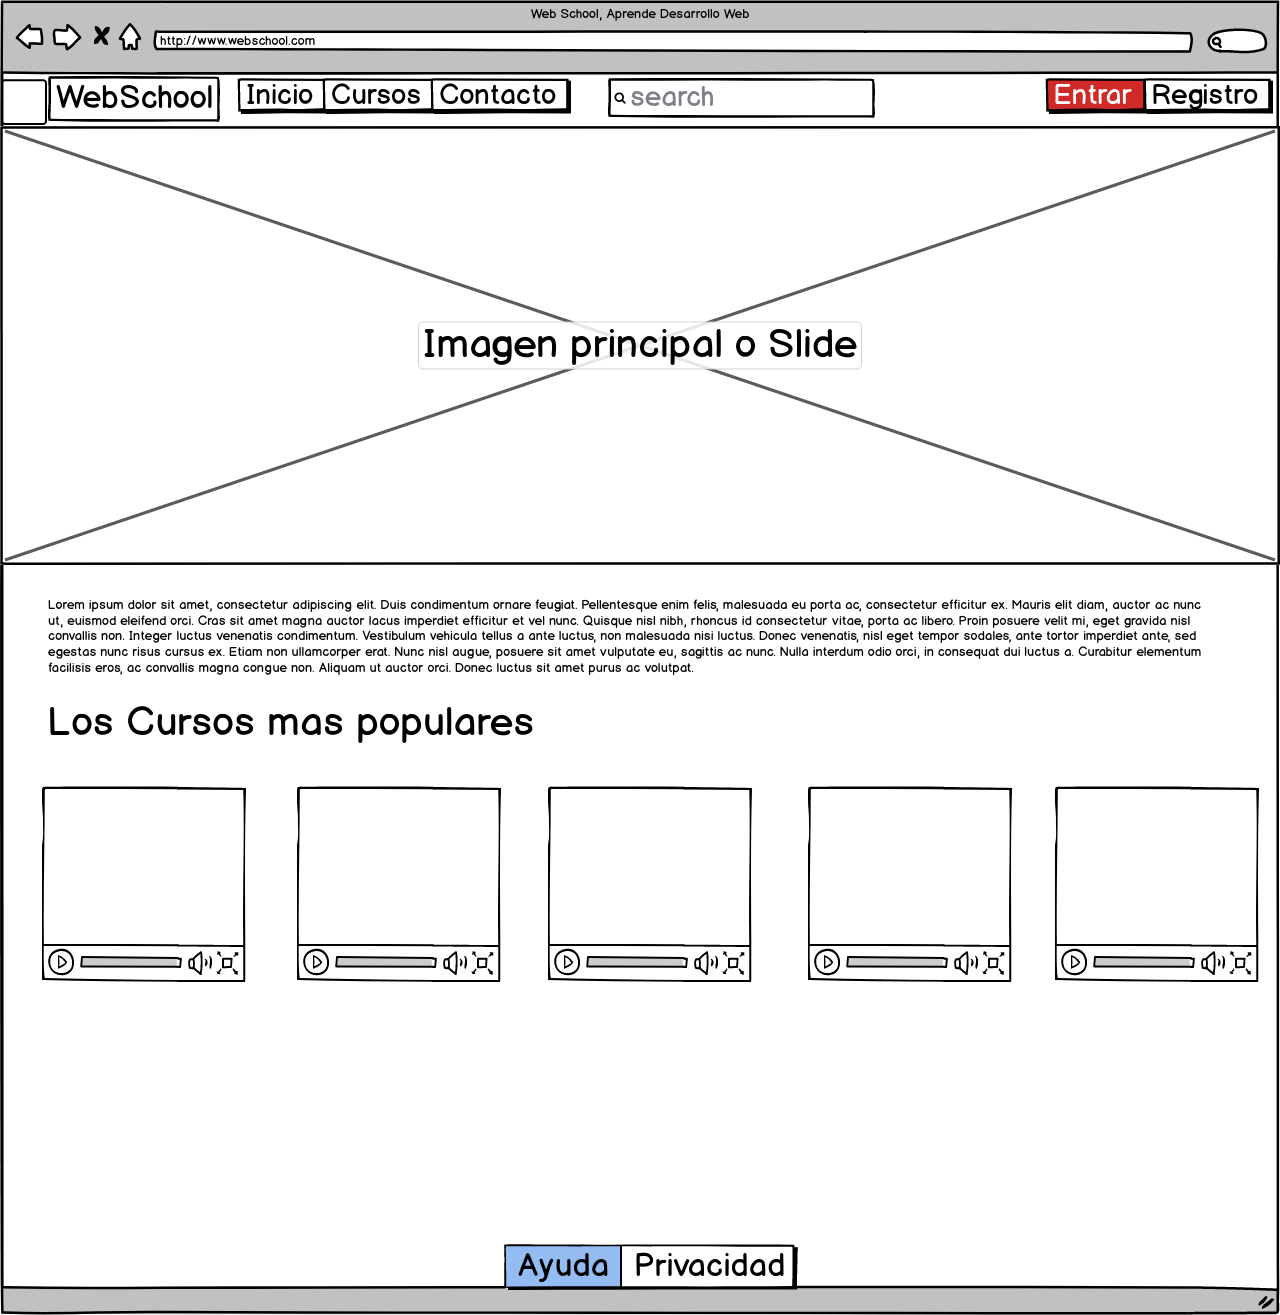 Web School, Aprende Desarrollo Web
http://www.webschool.com
WebSchool Inicio Cursos Contacto search Entrar Registro
Imagen principal o Slide
Lorem ipsum dolor sit amet, consectetur adipiscing elit. Duis condimentum ornare feugiat. Pellentesque enim felis, malesuada eu porta ac, consectetur efficitur ex. Mauris elit diam, auctor ac nunc
ut, euismod eleifend orci. Cras sit amet magna auctor lacus imperdiet efficitur et vel nunc. Quisque nisl nibh, rhoncus id consectetur vitae, porta ac libero. Proin posuere velit mi, eget gravida nisl
convallis non. Integer luctus venenatis condimentum. Vestibulum vehicula tellus a ante luctus, non malesuada nisi luctus. Donec venenatis, nisl eget tempor sodales, ante tortor imperdiet ante, sed
egestas nunc risus cursus ex. Etiam non ullamcorper erat. Nunc nisl augue, posuere sit amet vulputate eu, sagittis ac nunc. Nulla interdum odio orci, in consequat dui luctus a. Curabitur elementum
facilisis eros, ac convallis magna congue non. Aliquam ut auctor orci. Donec luctus sit amet purus ac volutpat.
Los Cursos mas populares
Ayuda Privacidad